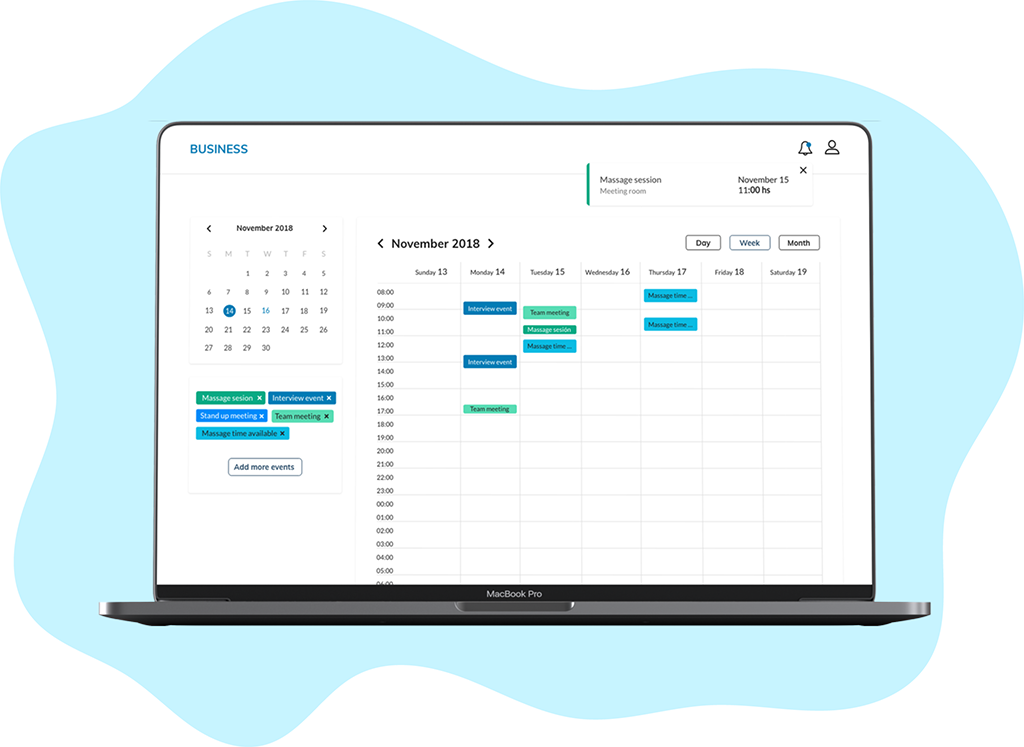 BUSINESS
Massage session November 15
Meeting room 11:00 hs
November 2018
S M T W T F S
1 2 3 4 5
6 7 8 9 10 11 12
13 14 15 16 17 18 19
20 21 22 23 24 25 26
27 28 29 30
Massage sesion × Interview event ×
Stand up meeting × Team meeting ×
Massage time available ×
Add more events
November 2018 Day Week Month
Sunday 13 Monday 14 Tuesday 15 Wednesday 16 Thursday 17 Friday 18 Saturday 19
08:00 Massage time ...
09:00 Interview event Team meeting
10:00 Massage time ...
11:00 Massage sesión
12:00 Massage time ...
13:00 Interview event
14:00
15:00
16:00
17:00 Team meeting
18:00
19:00
20:00
21:00
22:00
23:00
00:00
01:00
02:00
03:00
04:00
05:00
06:00
MacBook Pro